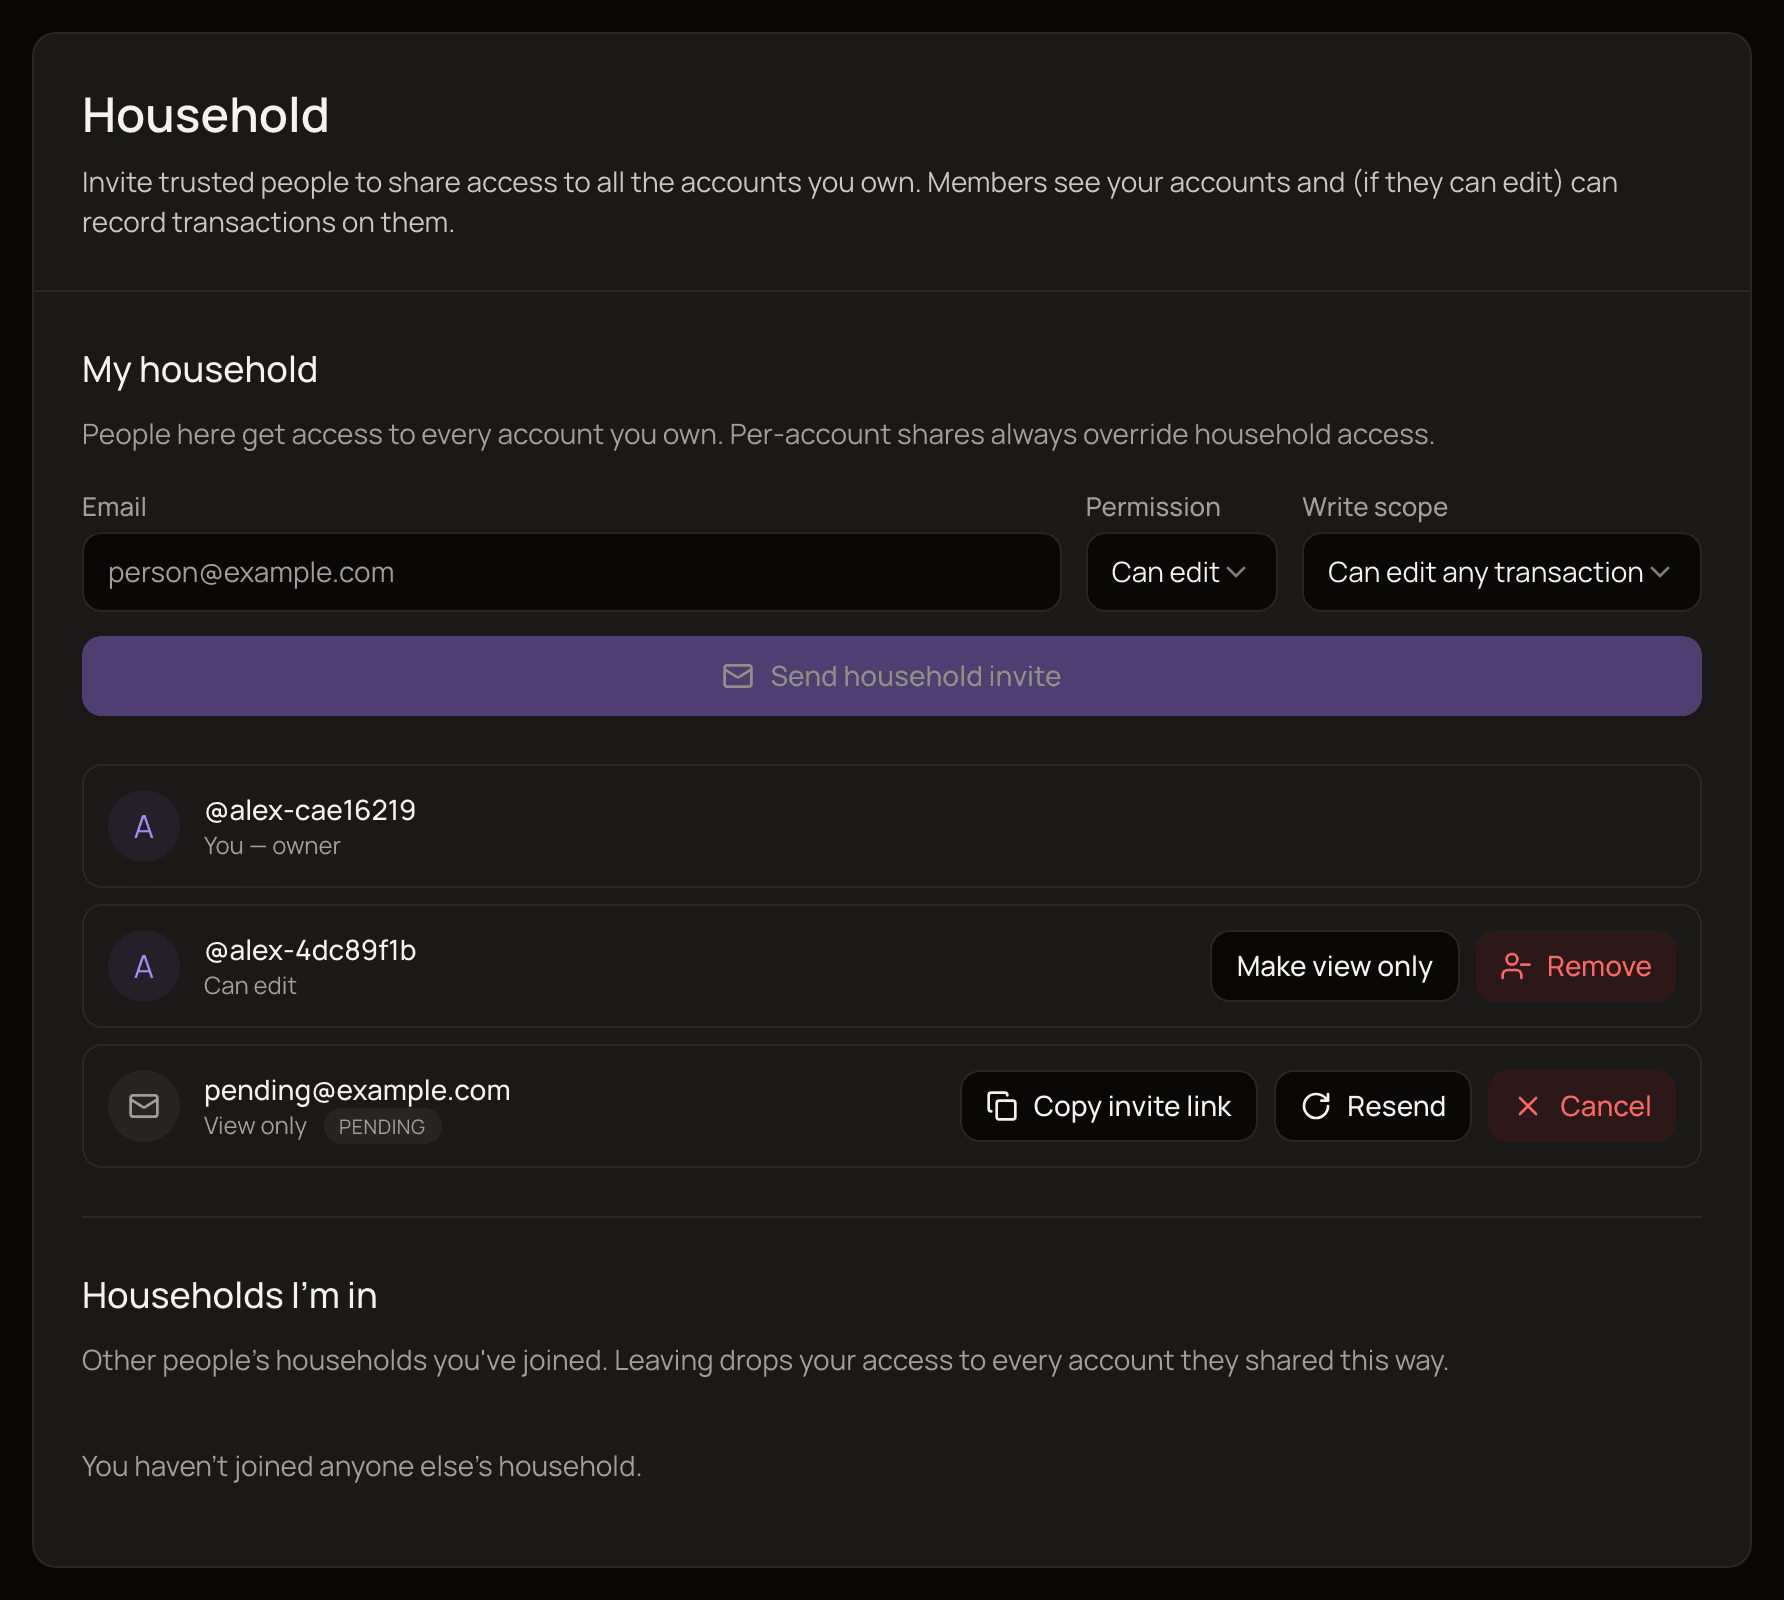 Household
Invite trusted people to share access to all the accounts you own. Members see your accounts and (if they can edit) can
record transactions on them.
My household
People here get access to every account you own. Per-account shares always override household access.
Email
Permission
Write scope
person@example.com
Can edit
Can edit any transaction
Send household invite
A
@alex-cae16219
You — owner
A
@alex-4dc89f1b
Can edit
Make view only
Remove
pending@example.com
View only
PENDING
Copy invite link
Resend
Cancel
Households I’m in
Other people’s households you've joined. Leaving drops your access to every account they shared this way.
You haven’t joined anyone else’s household.